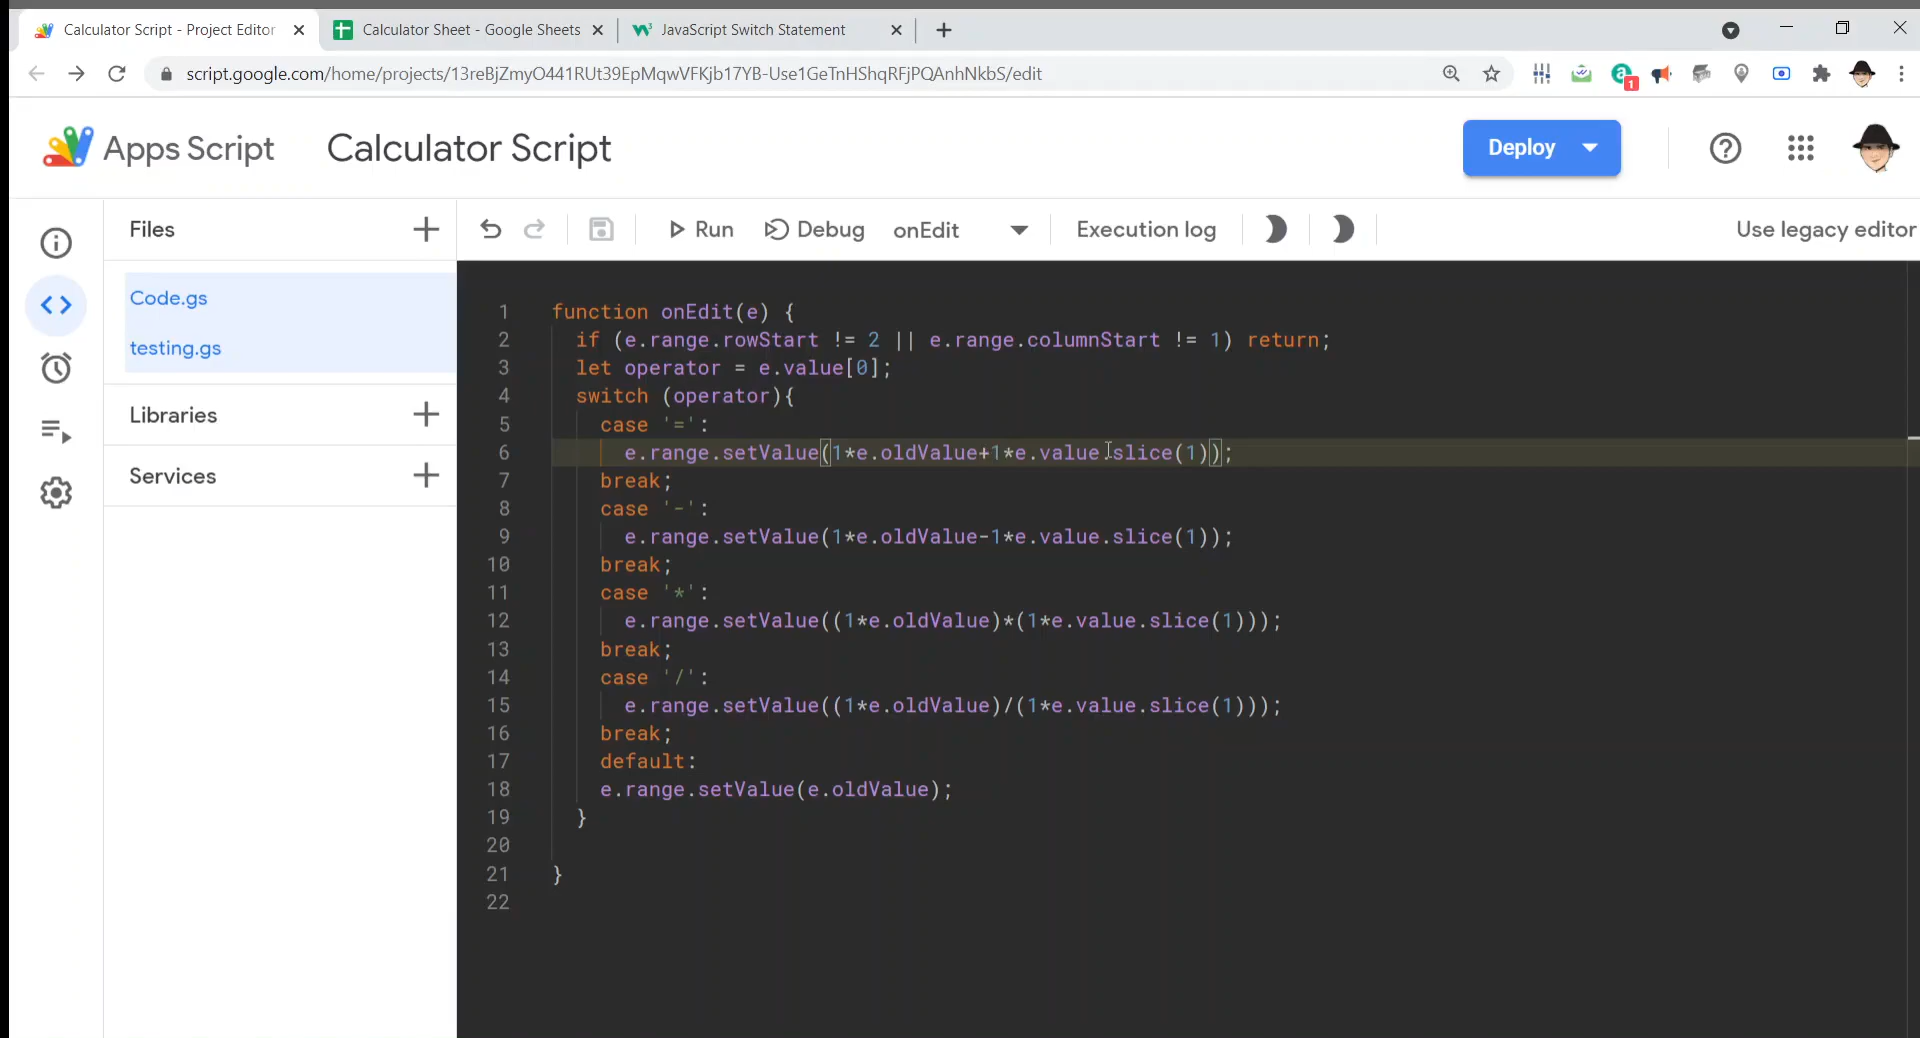 Calculator Script - Project Editor
Calculator Sheet - Google Sheets
JavaScript Switch Statement
script.google.com/home/projects/13reBjZmyO441RUt39EpMqwVFKjb17YB-Use1GeTnHShqRFjPQAnhNkbS/edit
1
Apps Script
Calculator Script
Deploy
Files
Run
Debug
onEdit
Execution log
Use legacy editor
Code.gs
testing.gs
Libraries
Services
1 function onEdit(e) {
2 if (e.range.rowStart != 2 || e.range.columnStart != 1) return;
3 let operator = e.value[0];
4 switch (operator){
5 case '=':
6 e.range.setValue(1*e.oldValue+1*e.value.slice(1));
7 break;
8 case '-':
9 e.range.setValue(1*e.oldValue-1*e.value.slice(1));
10 break;
11 case '*':
12 e.range.setValue((1*e.oldValue)*(1*e.value.slice(1)));
13 break;
14 case '/':
15 e.range.setValue((1*e.oldValue)/(1*e.value.slice(1)));
16 break;
17 default:
18 e.range.setValue(e.oldValue);
19 }
20
21 }
22